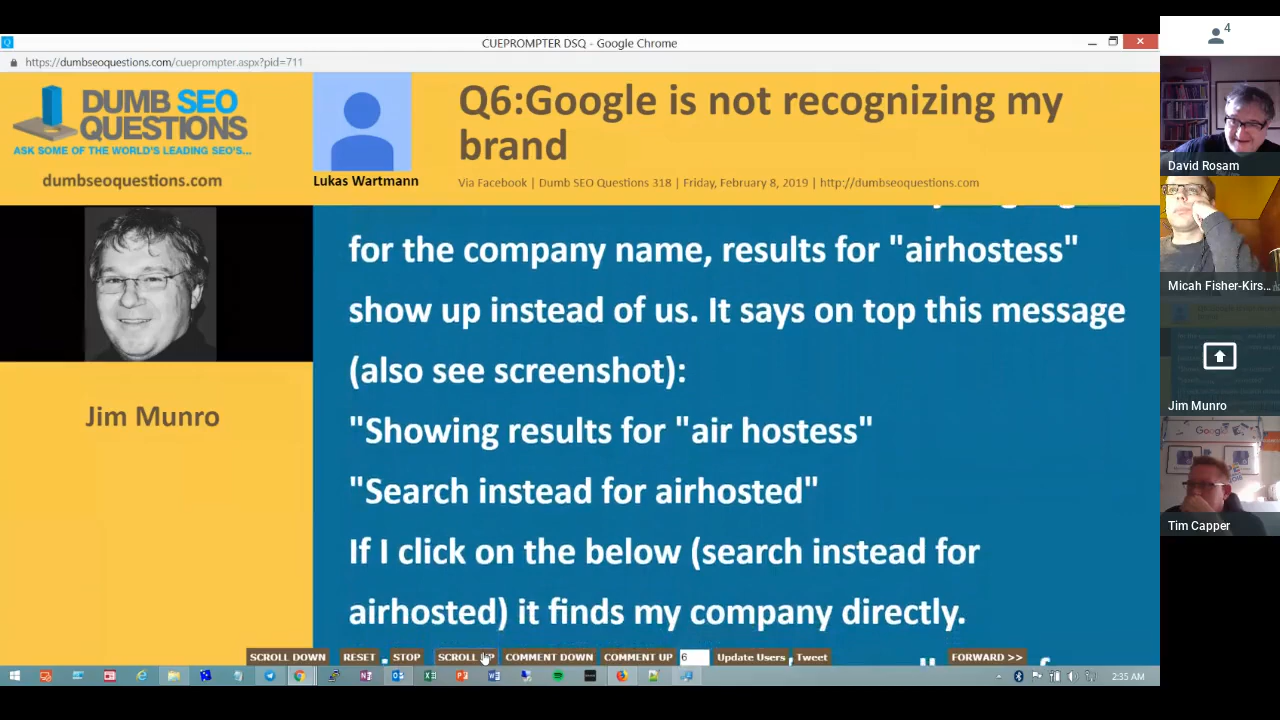 4
CUEPROMPTER DSQ - Google Chrome
https://dumbseoquestions.com/cueprompter.aspx?pid=711
DUMB SEO
QUESTIONS
ASK SOME OF THE WORLD'S LEADING SEO'S...
dumbseoquestions.com
Lukas Wartmann
Q6:Google is not recognizing my
brand
Via Facebook | Dumb SEO Questions 318 | Friday, February 8, 2019 | http://dumbseoquestions.com
David Rosam
Jim Munro
for the company name, results for "airhostess"
show up instead of us. It says on top this message
(also see screenshot):
"Showing results for "air hostess"
"Search instead for airhosted"
If I click on the below (search instead for
airhosted) it finds my company directly.
Micah Fisher-Kirs...
Jim Munro
Tim Capper
SCROLL DOWN RESET STOP SCROLL UP COMMENT DOWN COMMENT UP 6 Update Users Tweet FORWARD >>
2:35 AM